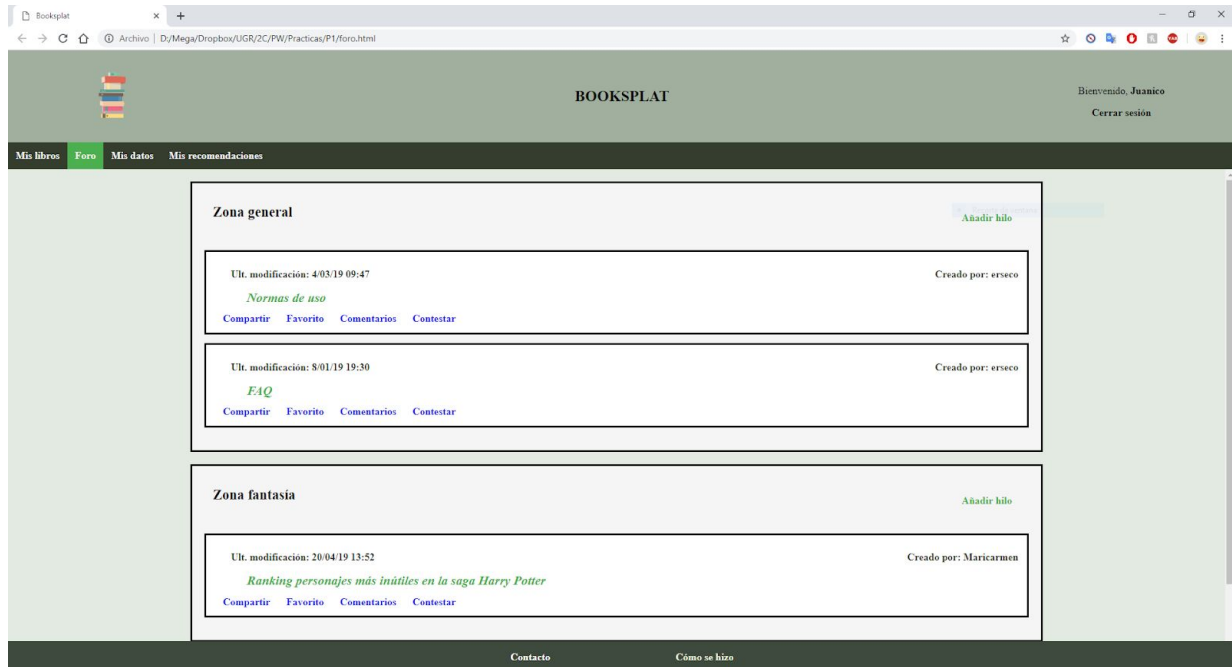 Booksplat
Archivo | D:/Mega/Dropbox/UGR/2C/PW/Practicas/P1/foro.html
BOOKSPLAT
Bienvenido, Juanico
Cerrar sesión
Mis libros Foro Mis datos Mis recomendaciones
Zona general
Añadir hilo
Ult. modificación: 4/03/19 09:47 Creado por: erseco
Normas de uso
Compartir Favorito Comentarios Contestar
Ult. modificación: 8/01/19 19:30 Creado por: erseco
FAQ
Compartir Favorito Comentarios Contestar
Zona fantasía
Añadir hilo
Ult. modificación: 20/04/19 13:52 Creado por: Maricarmen
Ranking personajes más inútiles en la saga Harry Potter
Compartir Favorito Comentarios Contestar
Contacto Cómo se hizo